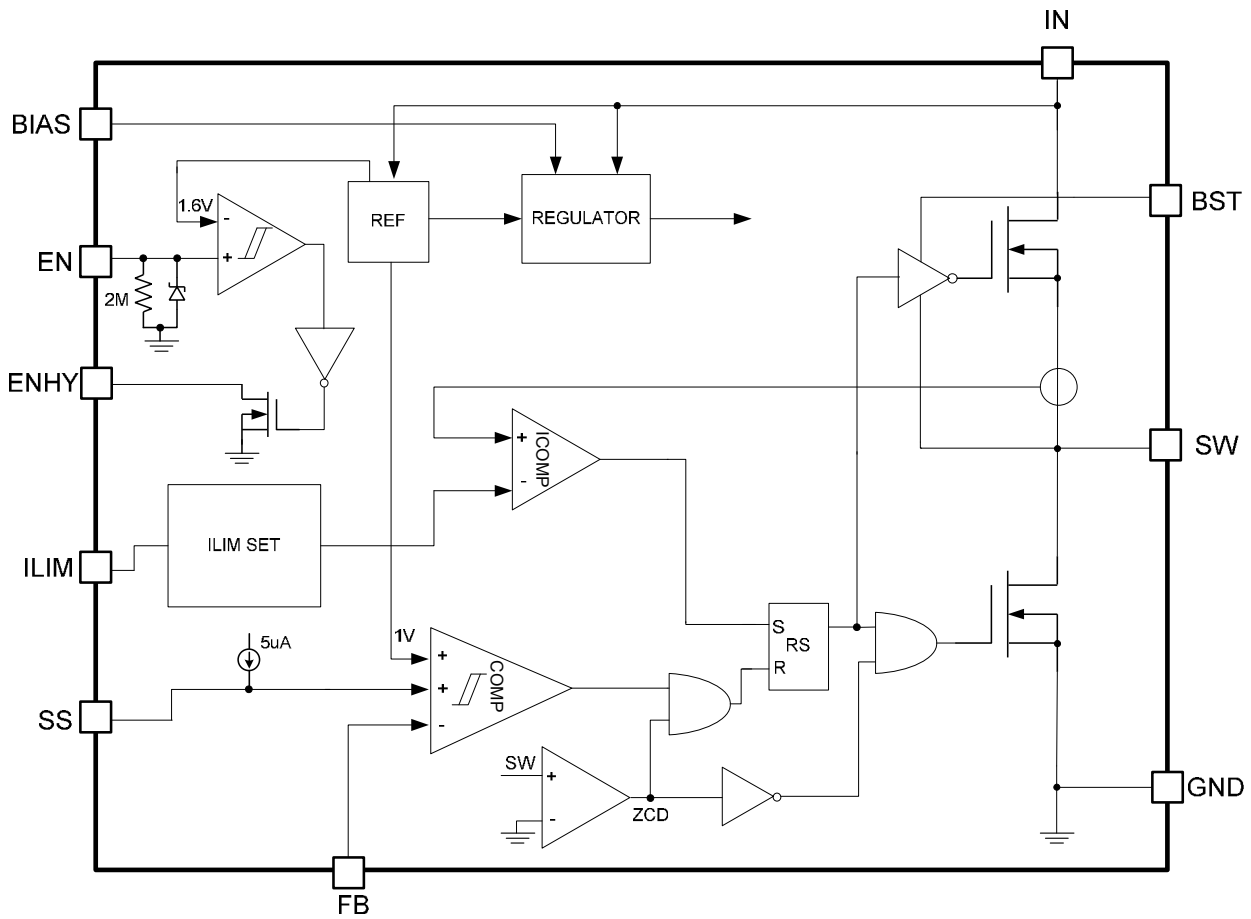 IN
BIAS
BST
1.6V
-
REF
REGULATOR
EN
+
2M
ENHY
SW
+
ICOMP
-
ILIM SET
ILIM
5uA
1V
S
RS
R
+
COMP
+
-
SS
SW
+
-
ZCD
GND
FB